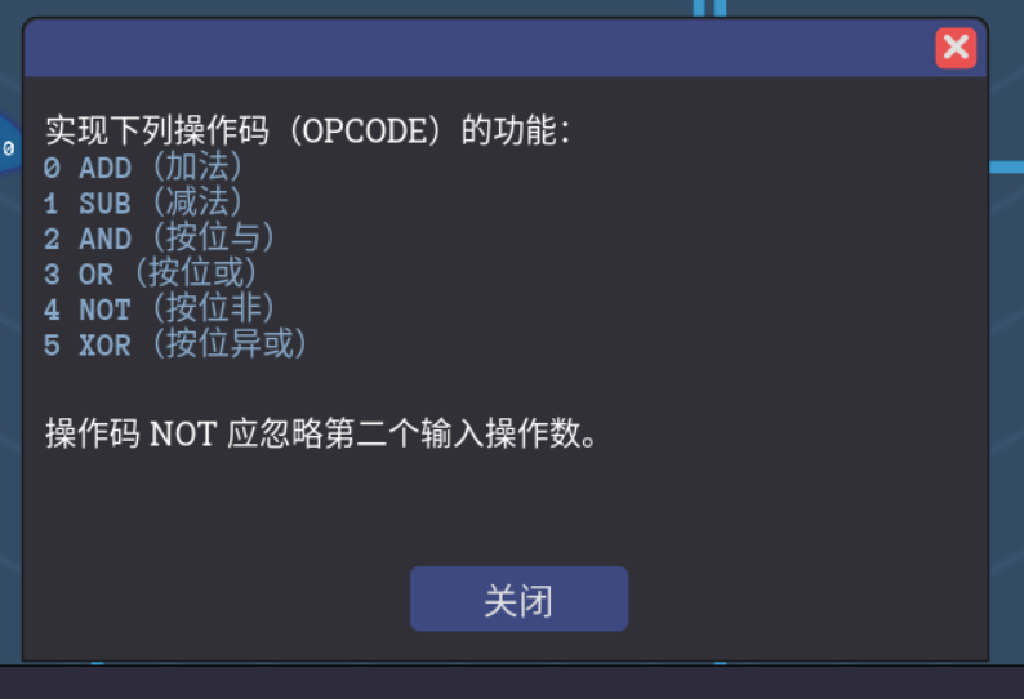 实现下列操作码（OPCODE）的功能：
0 ADD（加法）
0
1 SUB（减法）
2 AND（按位与）
3 OR（按位或）
4 NOT（按位非）
5 XOR（按位异或）
操作码 NOT 应忽略第二个输入操作数。
关闭